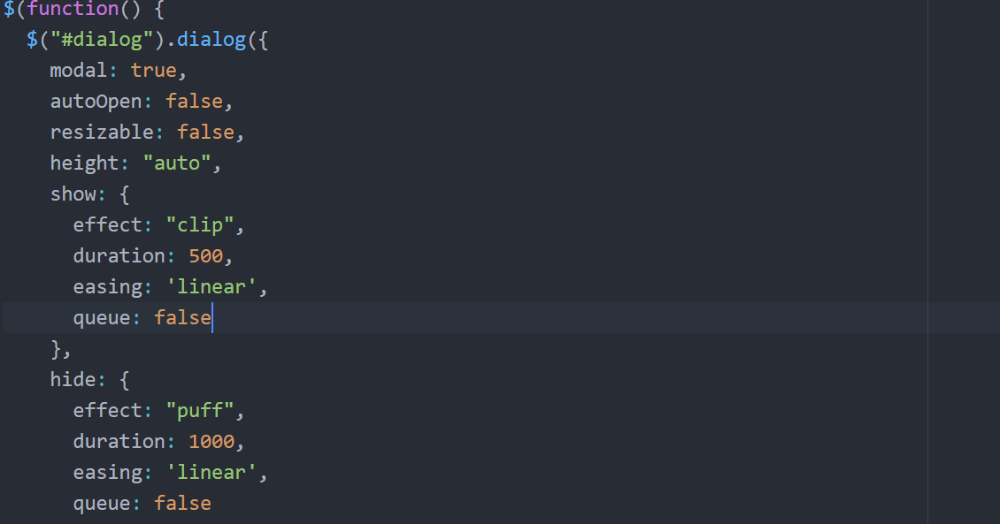 $(function() {
  $("#dialog").dialog({
    modal: true,
    autoOpen: false,
    resizable: false,
    height: "auto",
    show: {
      effect: "clip",
      duration: 500,
      easing: 'linear',
      queue: false
    },
    hide: {
      effect: "puff",
      duration: 1000,
      easing: 'linear',
      queue: false